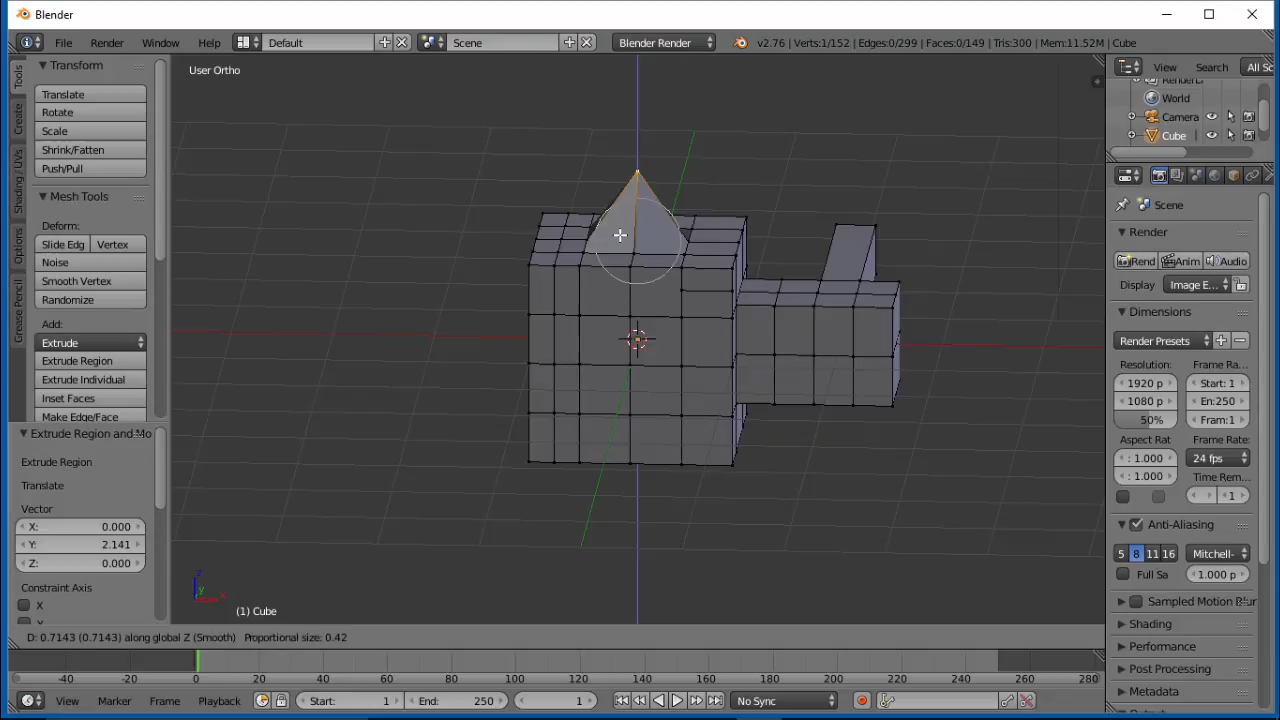 Blender
File Render Window Help Default Scene Blender Render v2.76 | Verts:1/152 | Edges:0/299 | Faces:0/149 | Tris:300 | Mem:11.52M | Cube
Tools
Create
Shading / UVs
Options
Grease Pencil
Transform
Translate
Rotate
Scale
Shrink/Fatten
Push/Pull
Mesh Tools
Deform:
Slide Edg Vertex
Noise
Smooth Vertex
Randomize
Add:
Extrude
Extrude Region
Extrude Individual
Inset Faces
Make Edge/Face
Extrude Region and Mo
Extrude Region
Translate
Vector
X: 0.000
Y: 2.141
Z: 0.000
Constraint Axis
X
User Ortho
z
y
x
(1) Cube
D: 0.7143 (0.7143) along global Z (Smooth) Proportional size: 0.42
-40 -20 0 20 40 60 80 100 120 140 160 180 200 220 240 260 280
View Marker Frame Playback Start: 1 End: 250 1 No Sync
View Search All Sc
RenderL
World
Camera
Cube
Scene
Render
Rend Anim Audio
Display Image E...
Dimensions
Render Presets
Resolution: Frame Ra...
1920 p Start: 1
1080 p En:250
50% Fram:1
Aspect Rat Frame Rate:
: 1.000 24 fps
: 1.000 Time Rem...
1
Anti-Aliasing
5 8 11 16 Mitchell-
Full Sa : 1.000 p
Sampled Motion Blur
Shading
Performance
Post Processing
Metadata